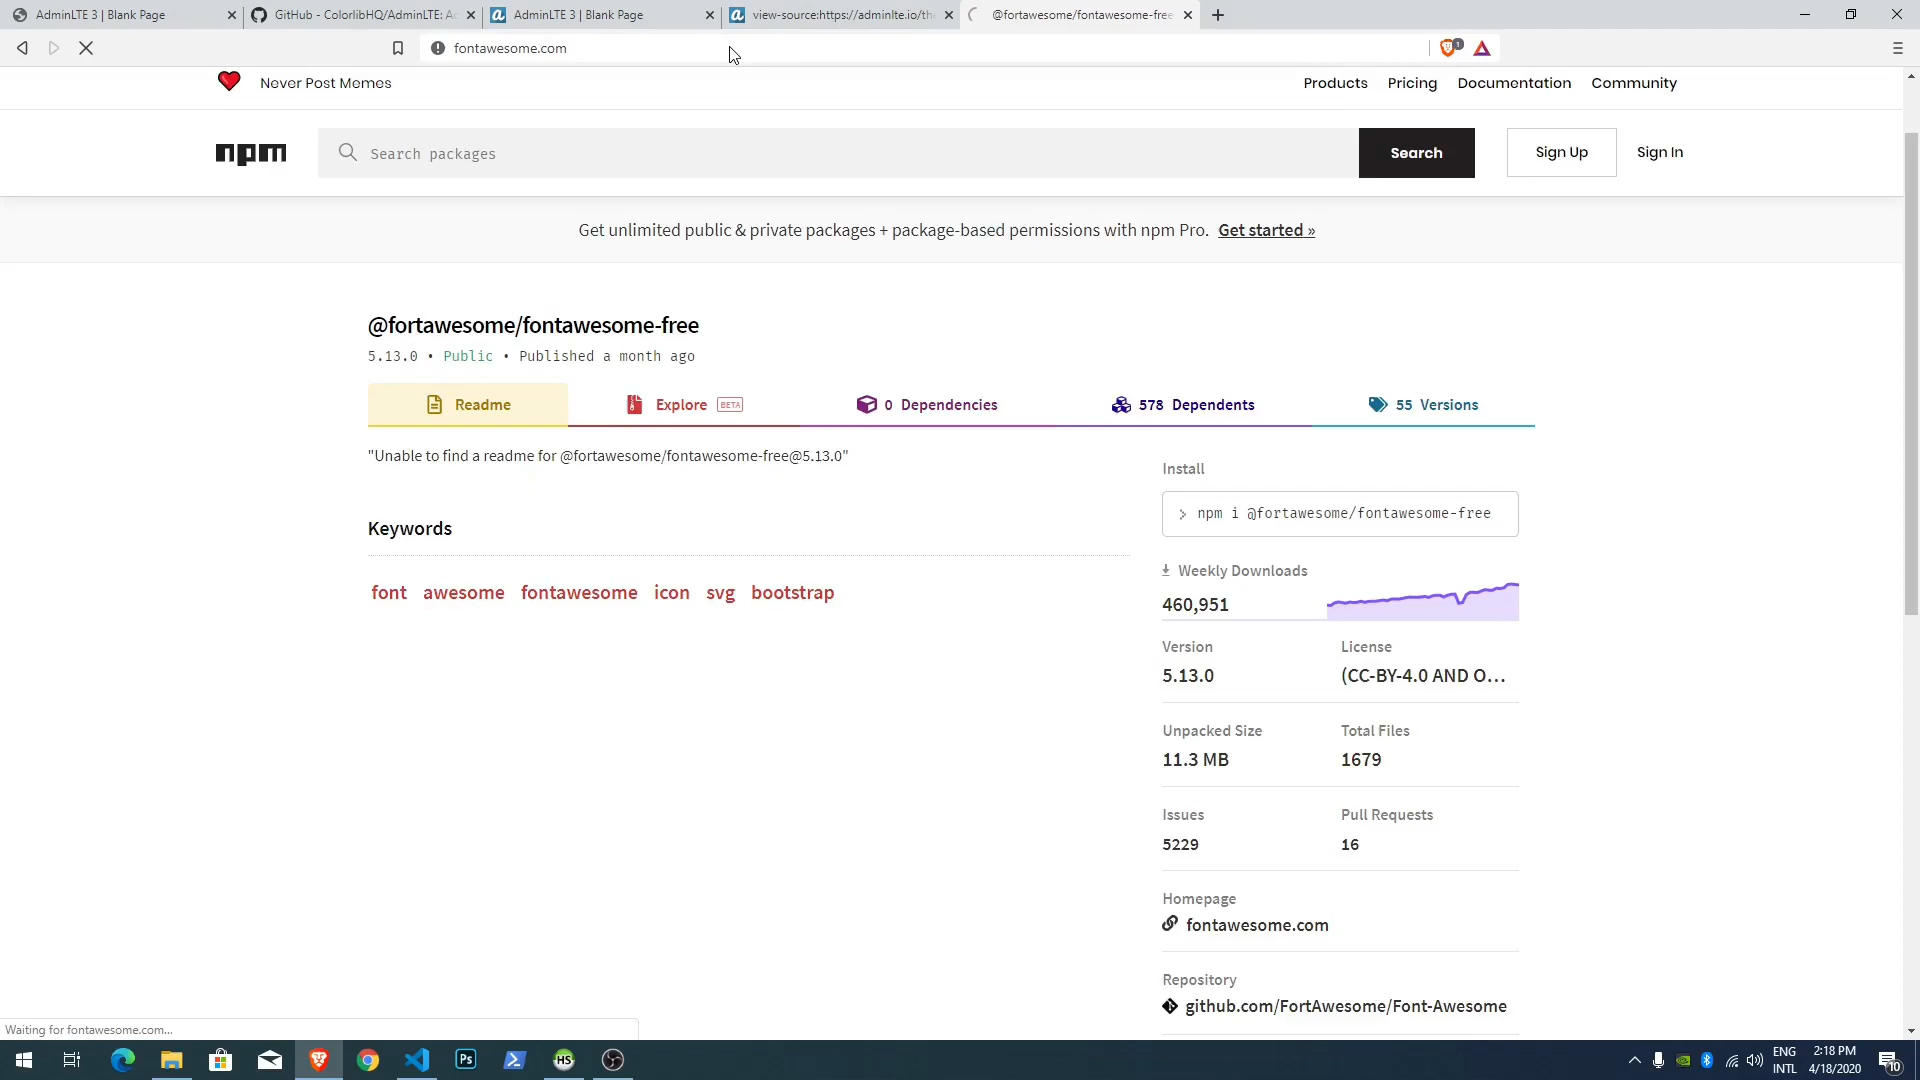 AdminLTE 3 | Blank Page
GitHub - ColorlibHQ/AdminLTE: Ac
AdminLTE 3 | Blank Page
view-source:https://adminlte.io/th
@fortawesome/fontawesome-free
fontawesome.com
1
Never Post Memes
Products
Pricing
Documentation
Community
npm
Search packages
Search
Sign Up
Sign In
Get unlimited public & private packages + package-based permissions with npm Pro. Get started »
@fortawesome/fontawesome-free
5.13.0 • Public • Published a month ago
Readme
Explore BETA
0 Dependencies
578 Dependents
55 Versions
"Unable to find a readme for @fortawesome/fontawesome-free@5.13.0"
Keywords
font awesome fontawesome icon svg bootstrap
Install
> npm i @fortawesome/fontawesome-free
Weekly Downloads
460,951
Version
License
5.13.0
(CC-BY-4.0 AND O...
Unpacked Size
Total Files
11.3 MB
1679
Issues
Pull Requests
5229
16
Homepage
fontawesome.com
Repository
github.com/FortAwesome/Font-Awesome
Waiting for fontawesome.com...
Ps
HS
ENG
INTL
2:18 PM
4/18/2020
10